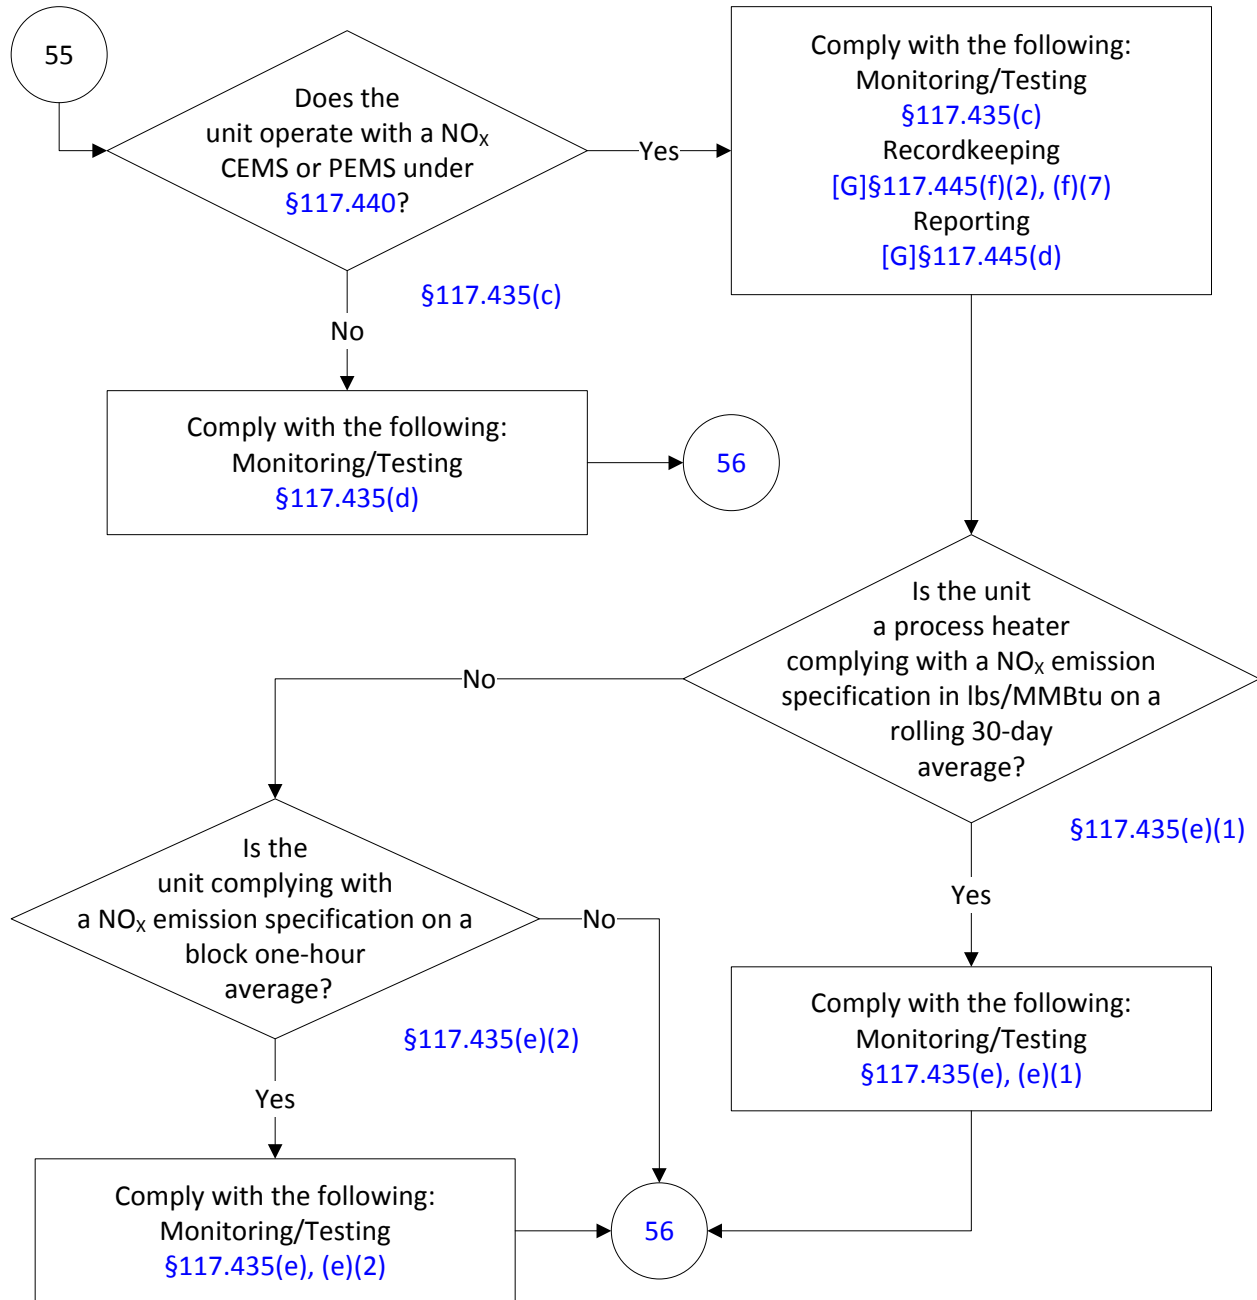 55
Does the
unit operate with a NOX
CEMS or PEMS under
§117.440?
Yes
Comply with the following:
Monitoring/Testing
§117.435(c)
Recordkeeping
[G]§117.445(f)(2), (f)(7)
Reporting
[G]§117.445(d)
§117.435(c)
No
Comply with the following:
Monitoring/Testing
§117.435(d)
56
Is the unit
a process heater
complying with a NOX emission
specification in lbs/MMBtu on a
rolling 30-day
average?
No
§117.435(e)(1)
Is the
unit complying with
a NOX emission specification on a
block one-hour
average?
No
Yes
§117.435(e)(2)
Yes
Comply with the following:
Monitoring/Testing
§117.435(e), (e)(1)
Comply with the following:
Monitoring/Testing
§117.435(e), (e)(2)
56